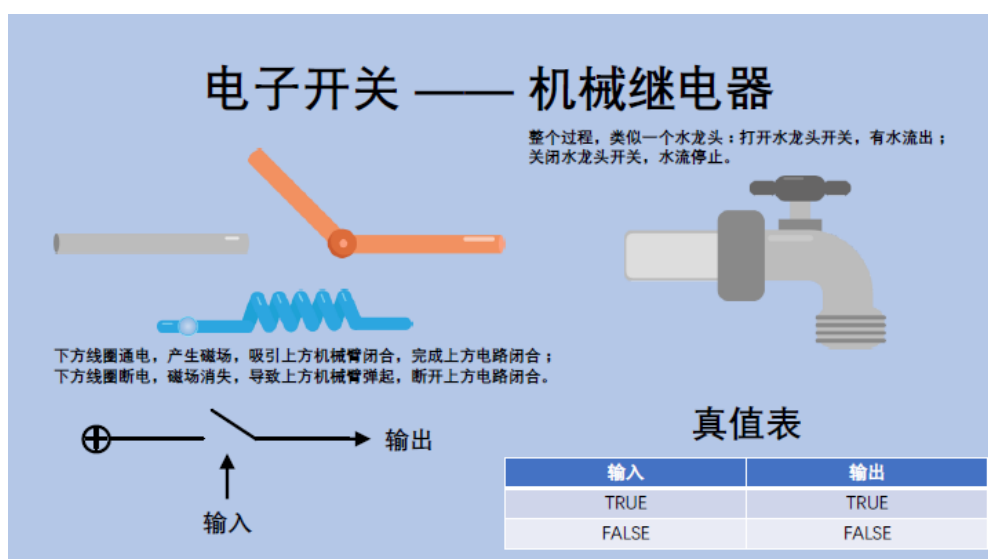 电子开关 —— 机械继电器
整个过程，类似一个水龙头：打开水龙头开关，有水流出；
关闭水龙头开关，水流停止。
下方线圈通电，产生磁场，吸引上方机械臂闭合，完成上方电路闭合；
下方线圈断电，磁场消失，导致上方机械臂弹起，断开上方电路闭合。
输出
输入
真值表
输入 输出
TRUE TRUE
FALSE FALSE